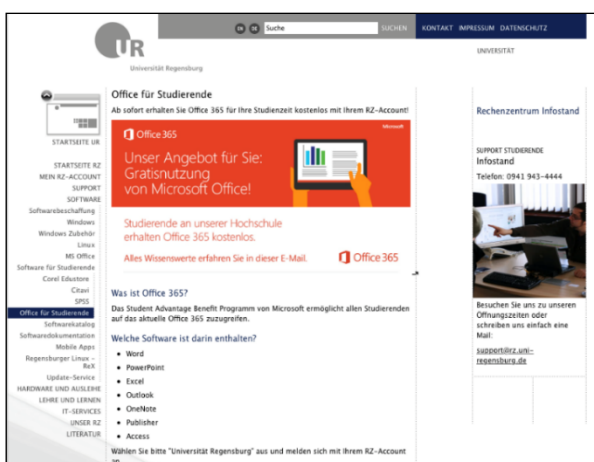 EN DE Suche SUCHEN KONTAKT IMPRESSUM DATENSCHUTZ
UR
Universität Regensburg
UNIVERSITÄT
STARTSEITE UR
STARTSEITE RZ
MEIN RZ-ACCOUNT
SUPPORT
SOFTWARE
Softwarebeschaffung
Windows
Windows Zubehör
Linux
MS Office
Software für Studierende
Corel Edustore
Citavi
SPSS
Office für Studierende
Softwarekatalog
Softwaredokumentation
Mobile Apps
Regensburger Linux -
ReX
Update-Service
HARDWARE UND AUSLEIHE
LEHRE UND LERNEN
IT-SERVICES
UNSER RZ
LITERATUR
Office für Studierende
Ab sofort erhalten Sie Office 365 für Ihre Studienzeit kostenlos mit Ihrem RZ-Account!
Office 365
Microsoft
Unser Angebot für Sie:
Gratisnutzung
von Microsoft Office!
Studierende an unserer Hochschule
erhalten Office 365 kostenlos.
Alles Wissenswerte erfahren Sie in dieser E-Mail.
Office 365
Was ist Office 365?
Das Student Advantage Benefit Programm von Microsoft ermöglicht allen Studierenden
auf das aktuelle Office 365 zuzugreifen.
Welche Software ist darin enthalten?
• Word
• PowerPoint
• Excel
• Outlook
• OneNote
• Publisher
• Access
Wählen Sie bitte "Universität Regensburg" aus und melden sich mit Ihrem RZ-Account
an
Rechenzentrum Infostand
SUPPORT STUDIERENDE
Infostand
Telefon: 0941 943-4444
Besuchen Sie uns zu unseren
Öffnungszeiten oder
schreiben uns einfach eine
Mail:
support@rz.uni-
regensburg.de